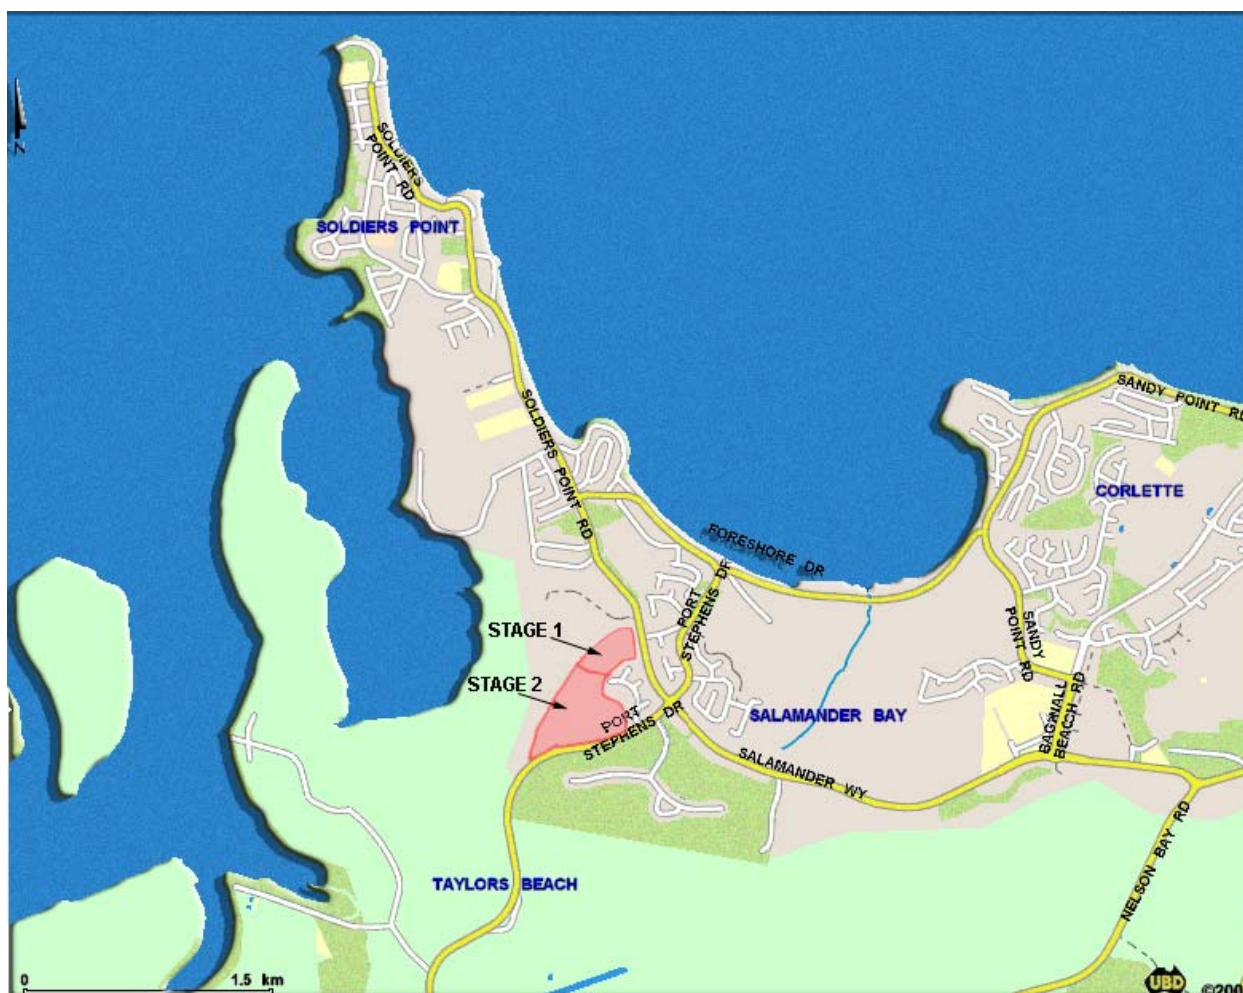 N
SOLDIERS
POINT RD
SOLDIERS POINT
SANDY POINT RD
SOLDIERS POINT RD
CORLETTE
FORESHORE DR
PORT
STEPHENS DR
STAGE 1
SANDY
POINT RD
STAGE 2
BAGNALL
BEACH RD
PORT
STEPHENS DR
SALAMANDER BAY
SALAMANDER WY
NELSON BAY RD
TAYLORS BEACH
0 1.5 km
UBD
©200